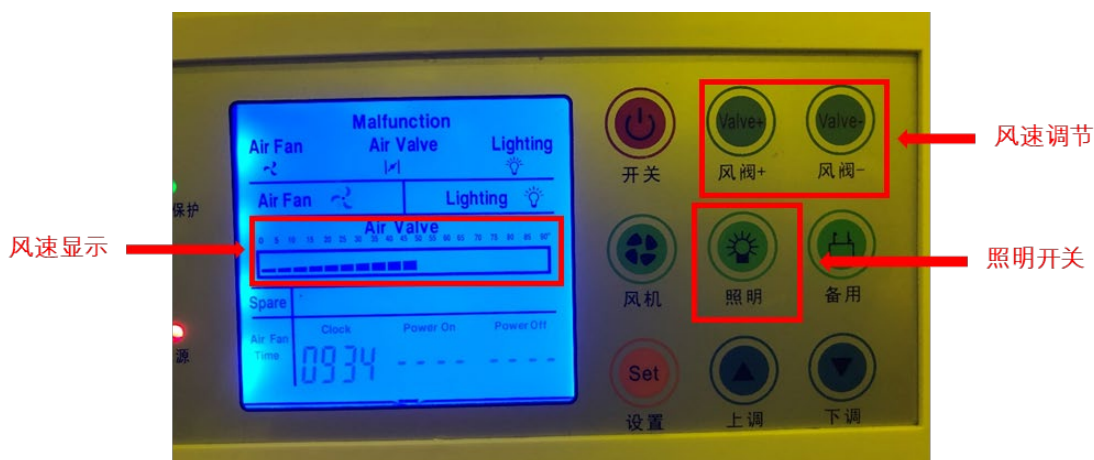 Malfunction
Air Fan Air Valve Lighting
Air Fan Lighting
Air Valve
0 5 10 15 20 25 30 35 40 45 50 55 60 65 70 75 80 85 90°
Spare
Air Fan Time
Clock Power On Power Off
0934 ---- ----
保护
源
开关
Valve+ Valve-
风阀+ 风阀-
风机 照明 备用
Set
设置 上调 下调
风速调节
风速显示
照明开关